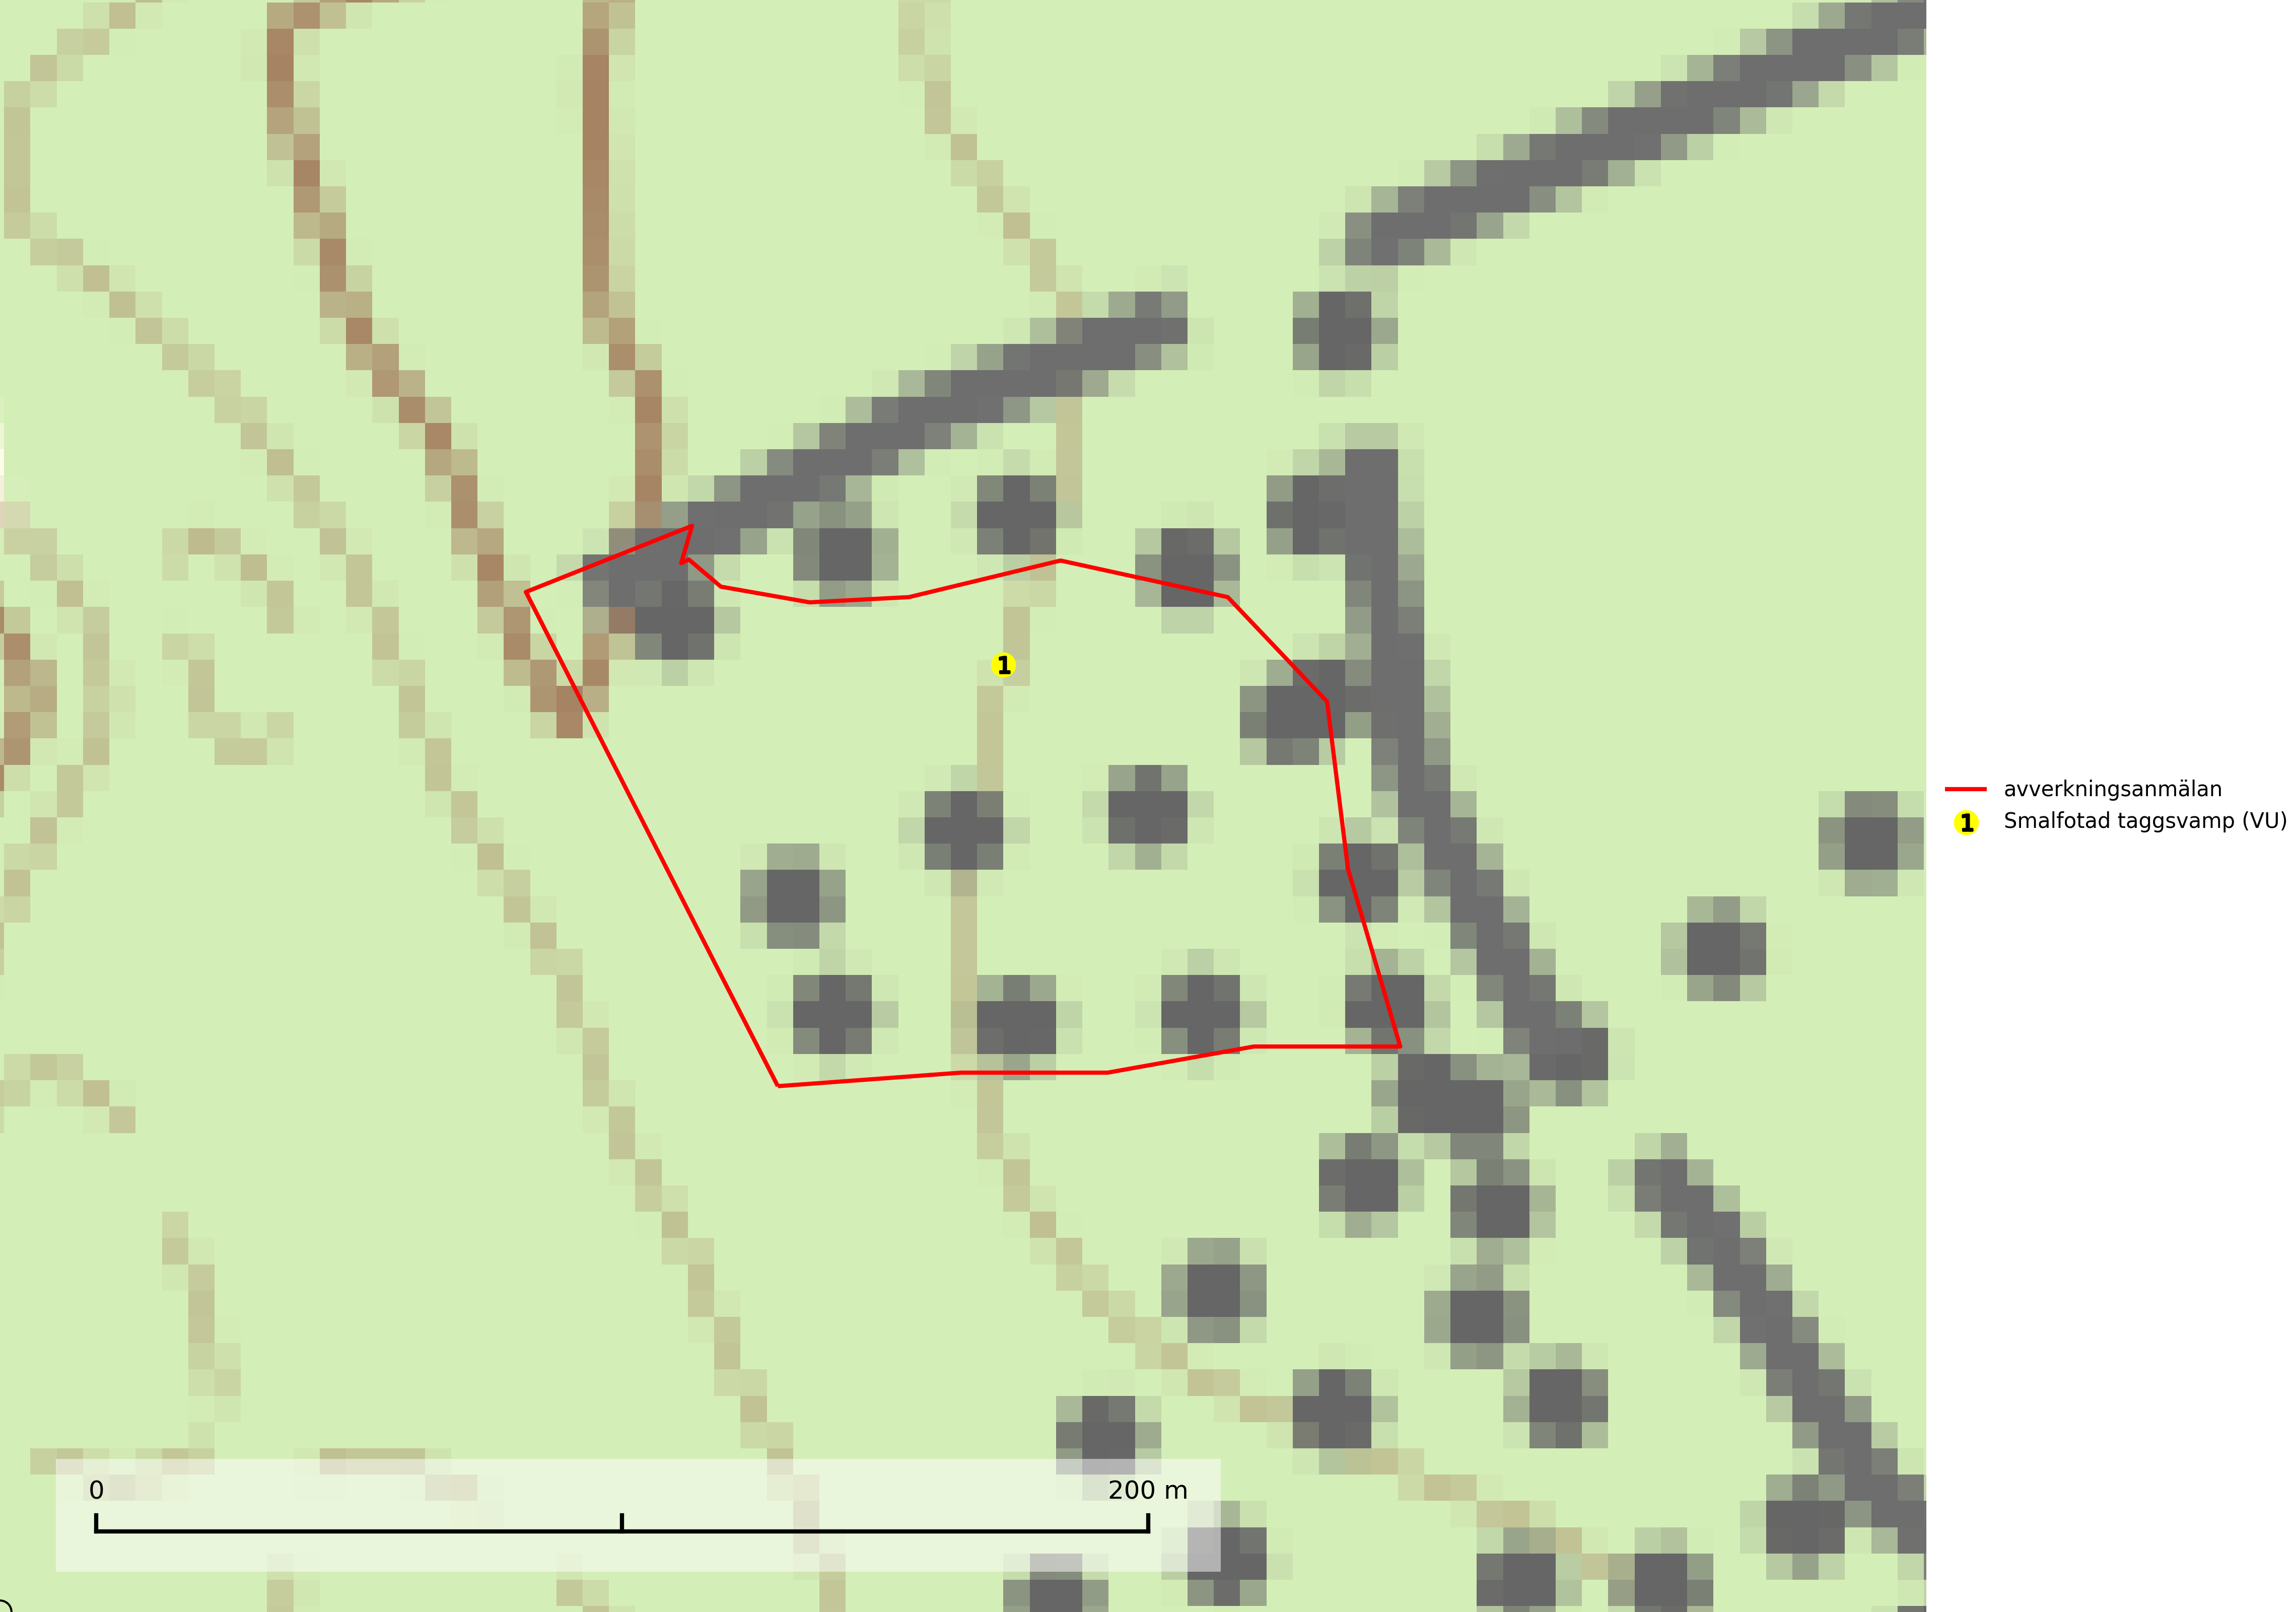 1
avverkningsanmälan
1 Smalfotad taggsvamp (VU)
0 200 m